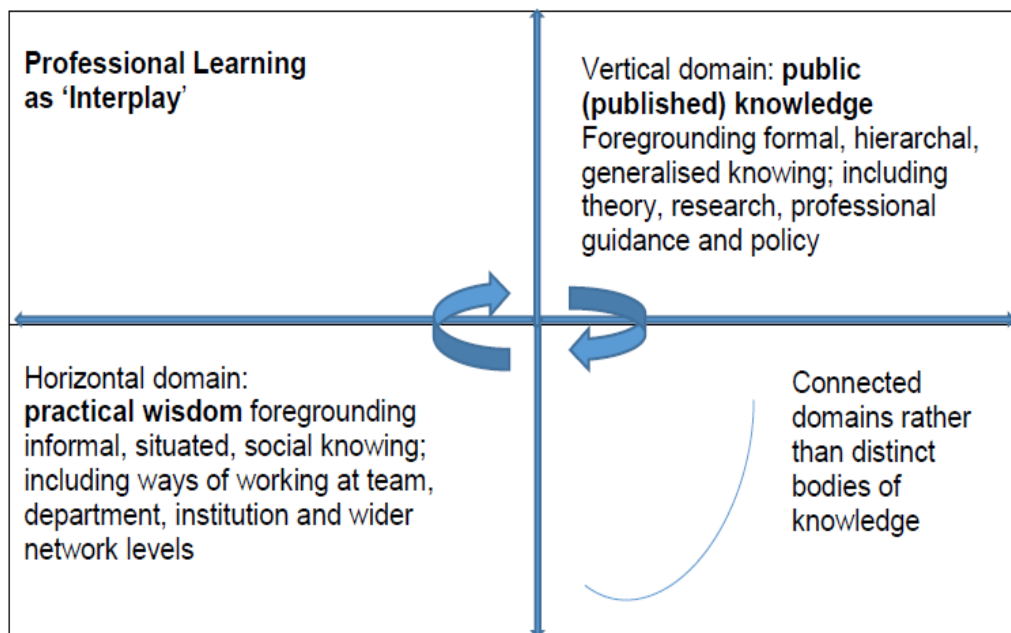 Professional Learning
as ‘Interplay’
Vertical domain: public
(published) knowledge
Foregrounding formal, hierarchal,
generalised knowing; including
theory, research, professional
guidance and policy
Horizontal domain:
practical wisdom foregrounding
informal, situated, social knowing;
including ways of working at team,
department, institution and wider
network levels
Connected
domains rather
than distinct
bodies of
knowledge